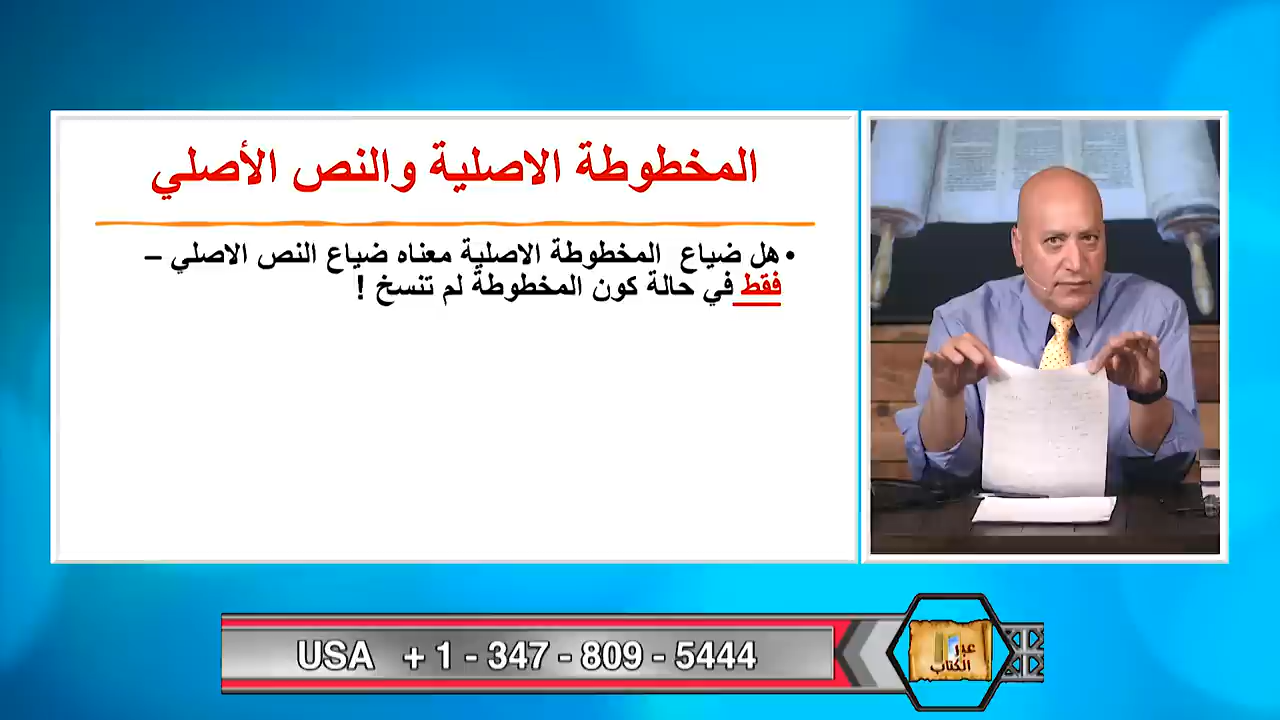 المخطوطة الاصلية والنص الأصلي
• هل ضياع المخطوطة الاصلية معناه ضياع النص الاصلي –
فقط في حالة كون المخطوطة لم تنسخ !
USA + 1 - 347 - 809 - 5444
عبر
الكتاب